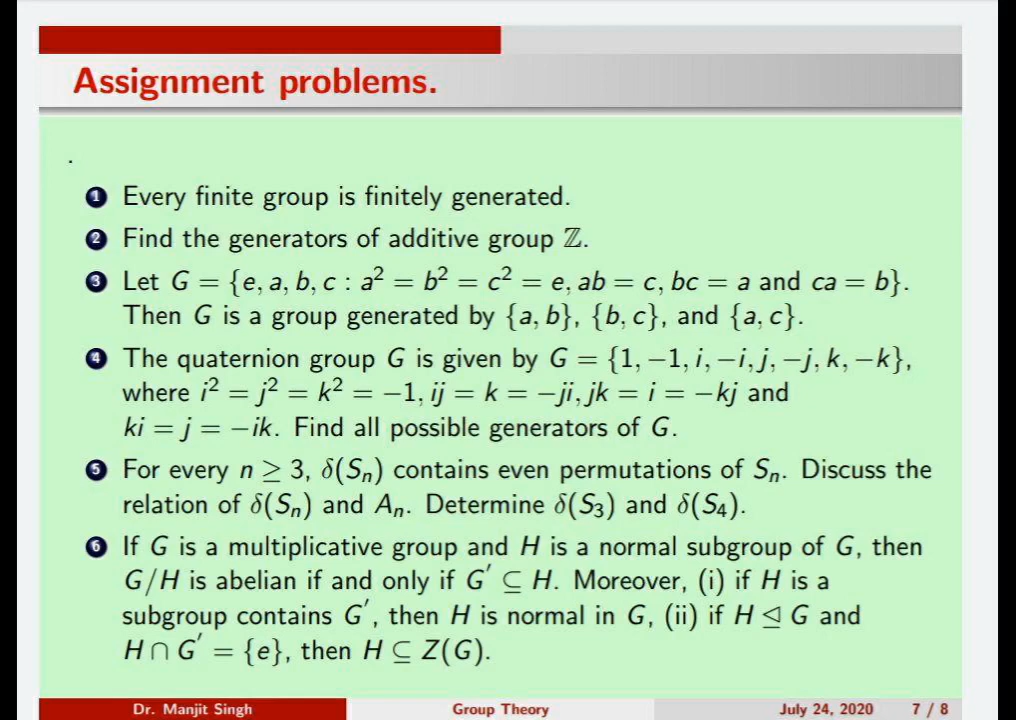 Assignment problems.
.
1 Every finite group is finitely generated.
2 Find the generators of additive group ℤ.
3 Let G = {e, a, b, c : a² = b² = c² = e, ab = c, bc = a and ca = b}.
Then G is a group generated by {a, b}, {b, c}, and {a, c}.
4 The quaternion group G is given by G = {1, −1, i, −i, j, −j, k, −k},
where i² = j² = k² = −1, ij = k = −ji, jk = i = −kj and
ki = j = −ik. Find all possible generators of G.
5 For every n ≥ 3, δ(Sₙ) contains even permutations of Sₙ. Discuss the
relation of δ(Sₙ) and Aₙ. Determine δ(S₃) and δ(S₄).
6 If G is a multiplicative group and H is a normal subgroup of G, then
G/H is abelian if and only if G′ ⊆ H. Moreover, (i) if H is a
subgroup contains G′, then H is normal in G, (ii) if H ⊴ G and
H ∩ G′ = {e}, then H ⊆ Z(G).
Dr. Manjit Singh Group Theory July 24, 2020 7 / 8